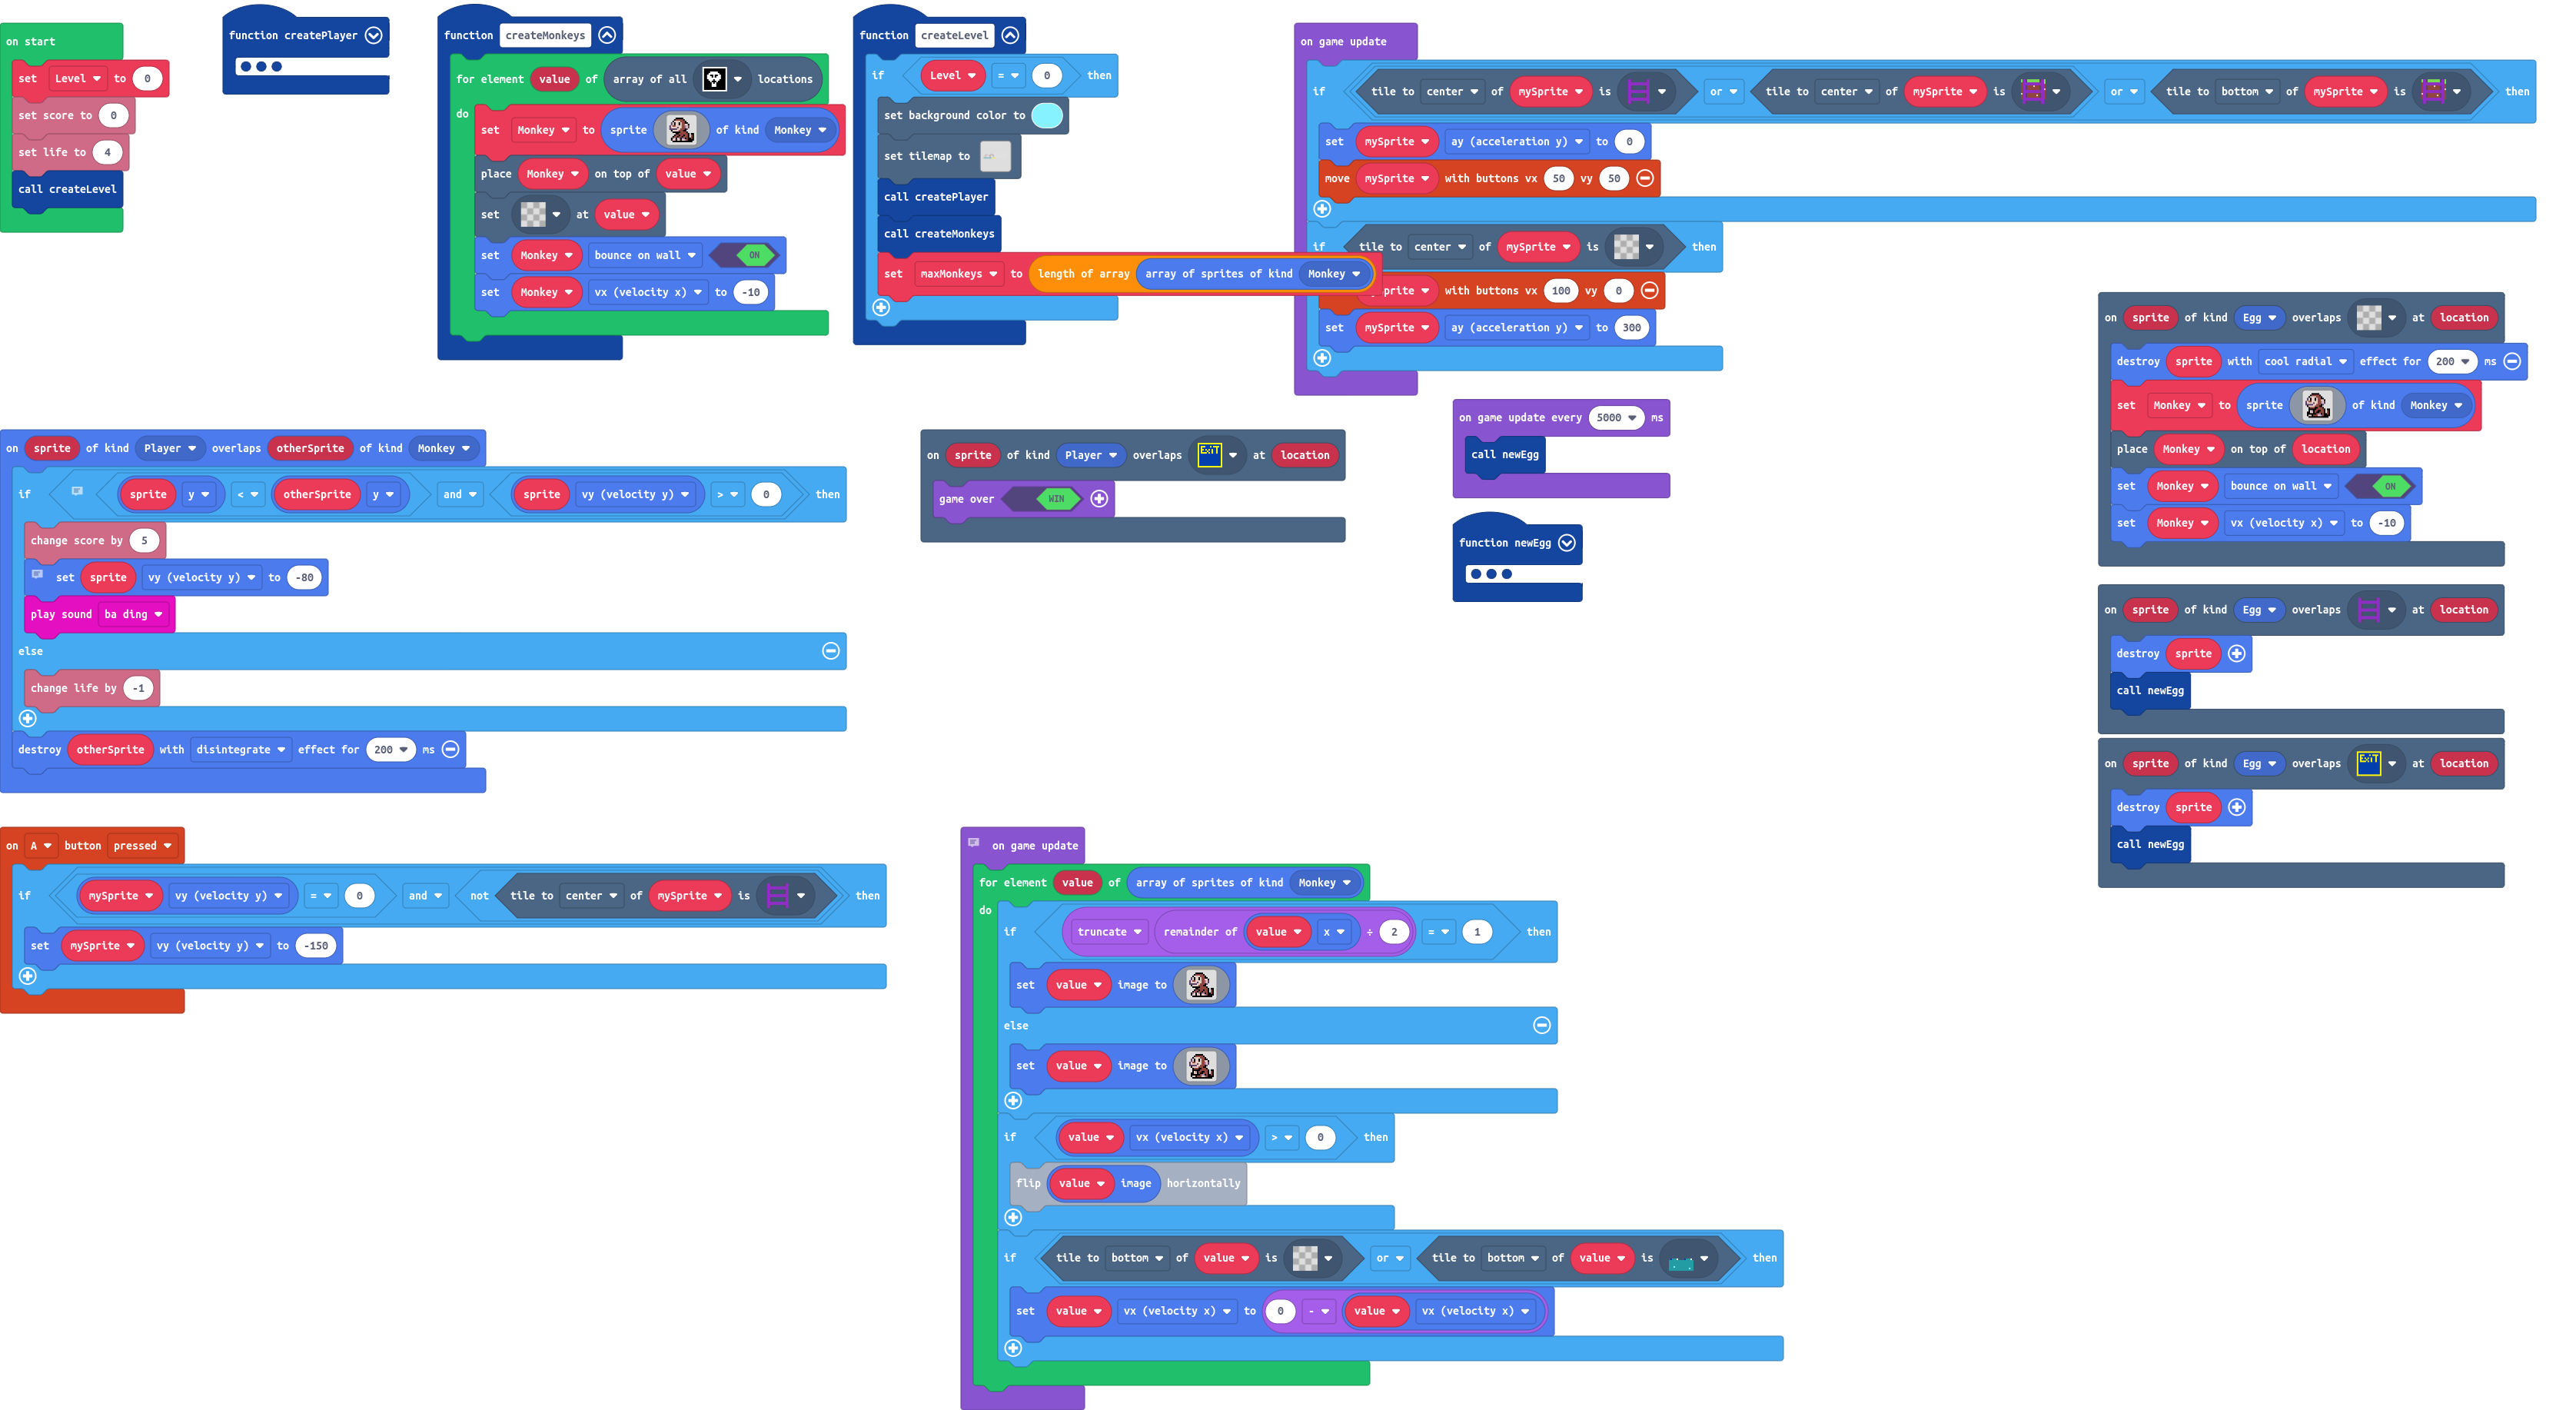 on start
set Level to 0
set score to 0
set life to 4
call createLevel
function createPlayer
function createMonkeys
for element value of array of all locations
do
set Monkey to sprite of kind Monkey
place Monkey on top of value
set at value
set Monkey bounce on wall ON
set Monkey vx (velocity x) to -10
function createLevel
if Level = 0 then
set background color to
set tilemap to
call createPlayer
call createMonkeys
set maxMonkeys to length of array array of sprites of kind Monkey
on game update
if tile to center of mySprite is or tile to center of mySprite is or tile to bottom of mySprite is then
set mySprite ay (acceleration y) to 0
move mySprite with buttons vx 50 vy 50
if tile to center of mySprite is then
prite with buttons vx 100 vy 0
set mySprite ay (acceleration y) to 300
on sprite of kind Player overlaps otherSprite of kind Monkey
if sprite y < otherSprite y and sprite vy (velocity y) > 0 then
change score by 5
set sprite vy (velocity y) to -80
play sound ba ding
else
change life by -1
destroy otherSprite with disintegrate effect for 200 ms
on sprite of kind Player overlaps EXiT at location
game over WIN
on game update every 5000 ms
call newEgg
function newEgg
on sprite of kind Egg overlaps at location
destroy sprite with cool radial effect for 200 ms
set Monkey to sprite of kind Monkey
place Monkey on top of location
set Monkey bounce on wall ON
set Monkey vx (velocity x) to -10
on sprite of kind Egg overlaps at location
destroy sprite
call newEgg
on sprite of kind Egg overlaps EXiT at location
destroy sprite
call newEgg
on A button pressed
if mySprite vy (velocity y) = 0 and not tile to center of mySprite is then
set mySprite vy (velocity y) to -150
on game update
for element value of array of sprites of kind Monkey
do
if truncate remainder of value x ÷ 2 = 1 then
set value image to
else
set value image to
if value vx (velocity x) > 0 then
flip value image horizontally
if tile to bottom of value is or tile to bottom of value is then
set value vx (velocity x) to 0 - value vx (velocity x)